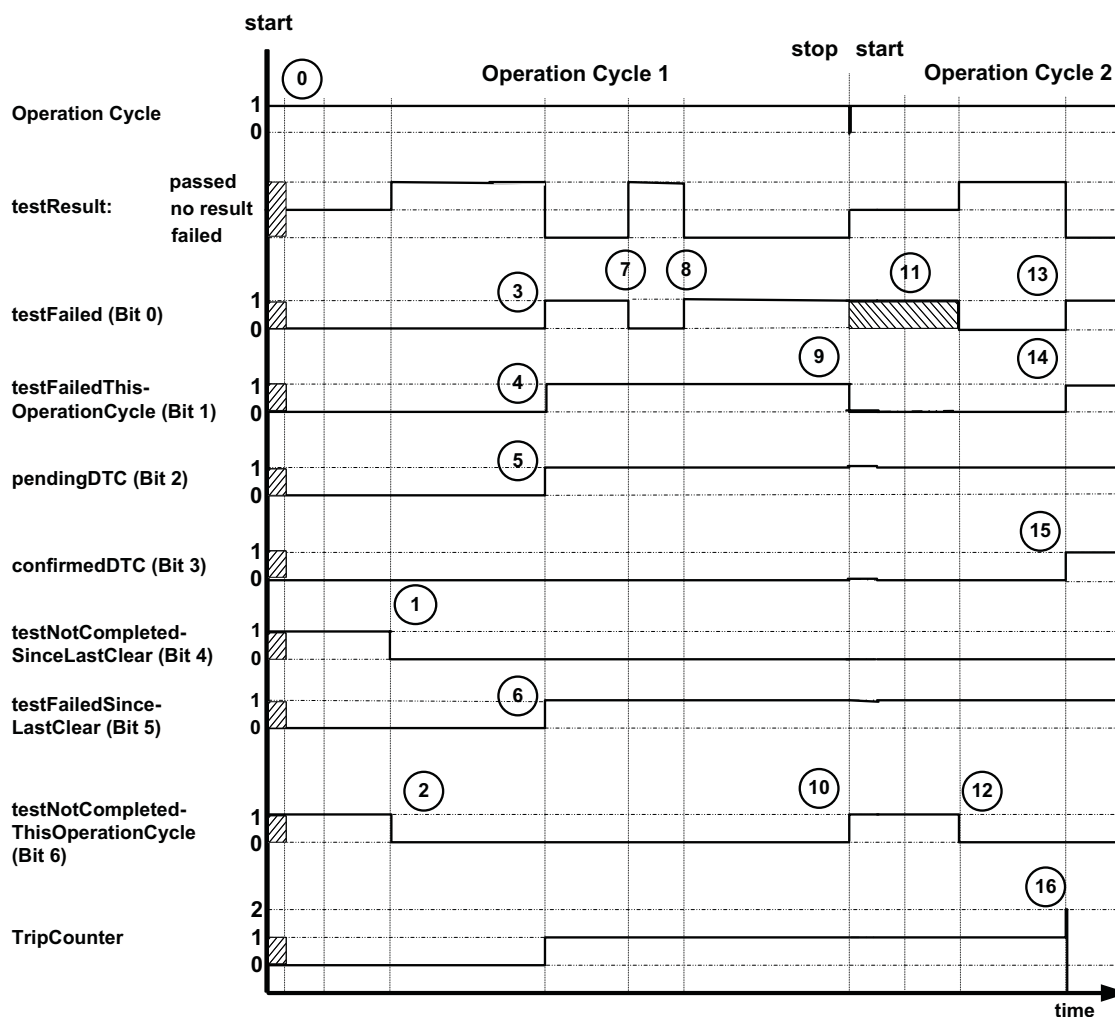 start
stop start
0 Operation Cycle 1 Operation Cycle 2
Operation Cycle 1
0
passed
testResult: no result
failed
7 8 11 13
3
1
testFailed (Bit 0) 0
9 14
testFailedThis- 1 4
OperationCycle (Bit 1) 0
5
1
pendingDTC (Bit 2)
0
15
1
confirmedDTC (Bit 3) 0
1
testNotCompleted- 1
SinceLastClear (Bit 4) 0
6
testFailedSince- 1
LastClear (Bit 5) 0
2 10 12
testNotCompleted- 1
ThisOperationCycle 0
(Bit 6)
16
2
TripCounter 1
0
time